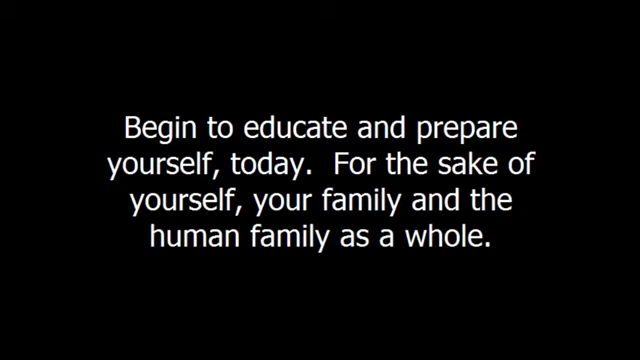 Begin to educate and prepare
yourself, today.  For the sake of
yourself, your family and the
human family as a whole.